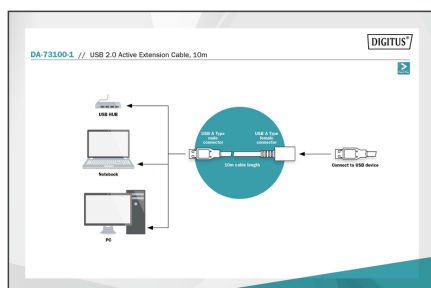 DIGITUS®
DA-73100-1 // USB 2.0 Active Extension Cable, 10m
USB HUB
USB A Type
male
connector
USB A Type
female
connector
10m cable length
Notebook
Connect to USB device
PC